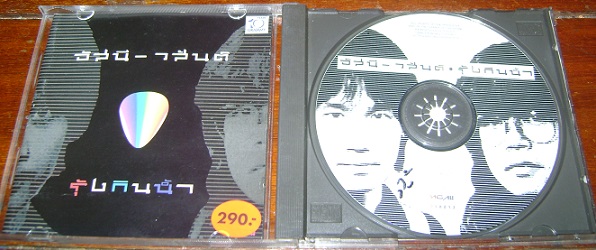 30
อัสนี - วสันต์
รุ้งกินน้ำ
290.-
อัสนี - วสันต์ • รุ้งกินน้ำ